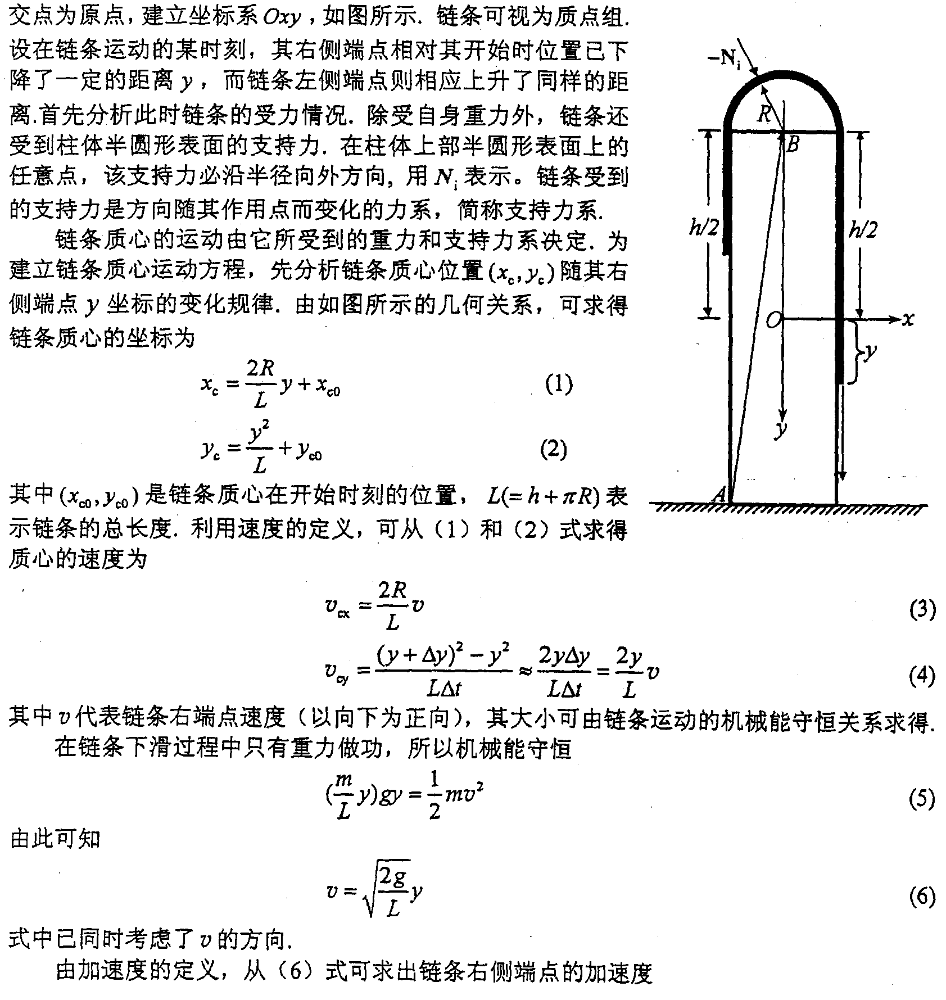 交点为原点，建立坐标系Oxy，如图所示. 链条可视为质点组.
设在链条运动的某时刻，其右侧端点相对其开始时位置已下
降了一定的距离 y ，而链条左侧端点则相应上升了同样的距
离.首先分析此时链条的受力情况. 除受自身重力外，链条还
受到柱体半圆形表面的支持力. 在柱体上部半圆形表面上的
任意点，该支持力必沿半径向外方向, 用 N_i 表示。链条受到
的支持力是方向随其作用点而变化的力系，简称支持力系.
链条质心的运动由它所受到的重力和支持力系决定. 为
建立链条质心运动方程，先分析链条质心位置(x_c, y_c)随其右
侧端点 y 坐标的变化规律. 由如图所示的几何关系，可求得
链条质心的坐标为
x_c = \frac{2R}{L} y + x_{c0} (1)
y_c = \frac{y^2}{L} + y_{c0} (2)
-N_i
R
B
h/2
h/2
O
x
y
y
A
其中(x_{c0}, y_{c0})是链条质心在开始时刻的位置， L(= h + πR) 表
示链条的总长度. 利用速度的定义，可从（1）和（2）式求得
质心的速度为
v_{cx} = \frac{2R}{L} v (3)
v_{cy} = \frac{(y + Δy)^2 - y^2}{LΔt} ≈ \frac{2yΔy}{LΔt} = \frac{2y}{L} v (4)
其中 v 代表链条右端点速度（以向下为正向），其大小可由链条运动的机械能守恒关系求得.
在链条下滑过程中只有重力做功，所以机械能守恒
(\frac{m}{L} y)gy = \frac{1}{2} mv^2 (5)
由此可知
v = \sqrt{\frac{2g}{L}} y (6)
式中已同时考虑了 v 的方向.
由加速度的定义，从（6）式可求出链条右侧端点的加速度